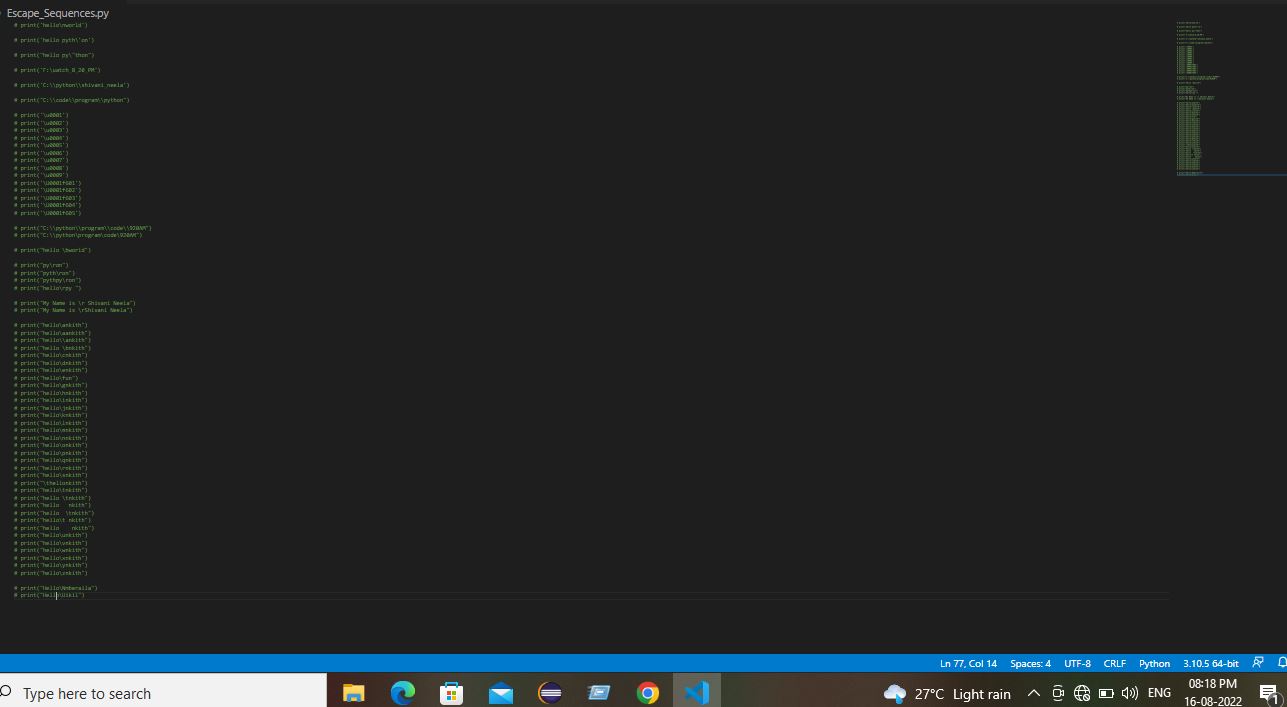 Escape_Sequences.py
# print('hello\nworld')
# print('hello pyth\'on')
# print("hello py\"thon")
# print('F:\watch_8_20_PM')
# print('C:\\python\\shivani_neela')
# print("C:\\code\\program\\python")
# print('\u0001')
# print('\u0002')
# print('\u0003')
# print('\u0004')
# print('\u0005')
# print('\u0006')
# print('\u0007')
# print('\u0008')
# print('\u0009')
# print('\U0001f601')
# print('\U0001f602')
# print('\U0001f603')
# print('\U0001f604')
# print('\U0001f605')
# print("C:\\python\\program\\code\\920AM")
# print("C:\\python\program\code\920AM")
# print("hello \bworld")
# print("py\ron")
# print("pyth\ron")
# print("pythpy\ron")
# print("hello\rpy ")
# print("My Name is \r Shivani Neela")
# print("My Name is \rShivani Neela")
# print("hello\ankith")
# print("hello\aankith")
# print("hello\\ankith")
# print("hello \bnkith")
# print("hello\cnkith")
# print("hello\dnkith")
# print("hello\enkith")
# print("hello\fun")
# print("hello\gnkith")
# print("hello\hnkith")
# print("hello\inkith")
# print("hello\jnkith")
# print("hello\knkith")
# print("hello\lnkith")
# print("hello\mnkith")
# print("hello\nnkith")
# print("hello\onkith")
# print("hello\pnkith")
# print("hello\qnkith")
# print("hello\rnkith")
# print("hello\snkith")
# print("\thellonkith")
# print("hello\tnkith")
# print("hello \tnkith")
# print("hello   nkith")
# print("hello  \tnkith")
# print("hello\t nkith")
# print("hello    nkith")
# print("hello\unkith")
# print("hello\vnkith")
# print("hello\wnkith")
# print("hello\xnkith")
# print("hello\ynkith")
# print("hello\znkith")
# print("Hello\
# print("Hello\
Ln 77, Col 14 Spaces: 4 UTF-8 CRLF Python 3.10.5 64-bit
Type here to search 27°C Light rain ENG 08:18 PM
16-08-2022 1